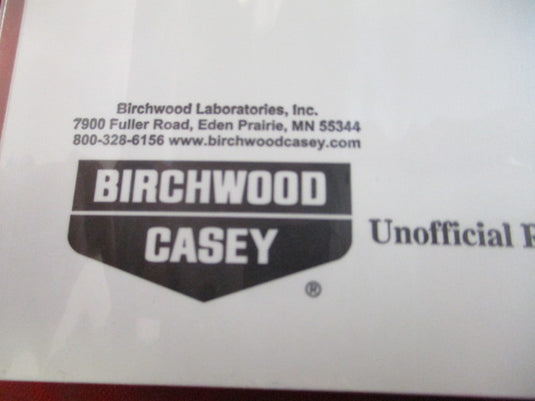 Birchwood Laboratories, Inc.
7900 Fuller Road, Eden Prairie, MN 55344
800-328-6156 www.birchwoodcasey.com
BIRCHWOOD
CASEY
®
Unofficial